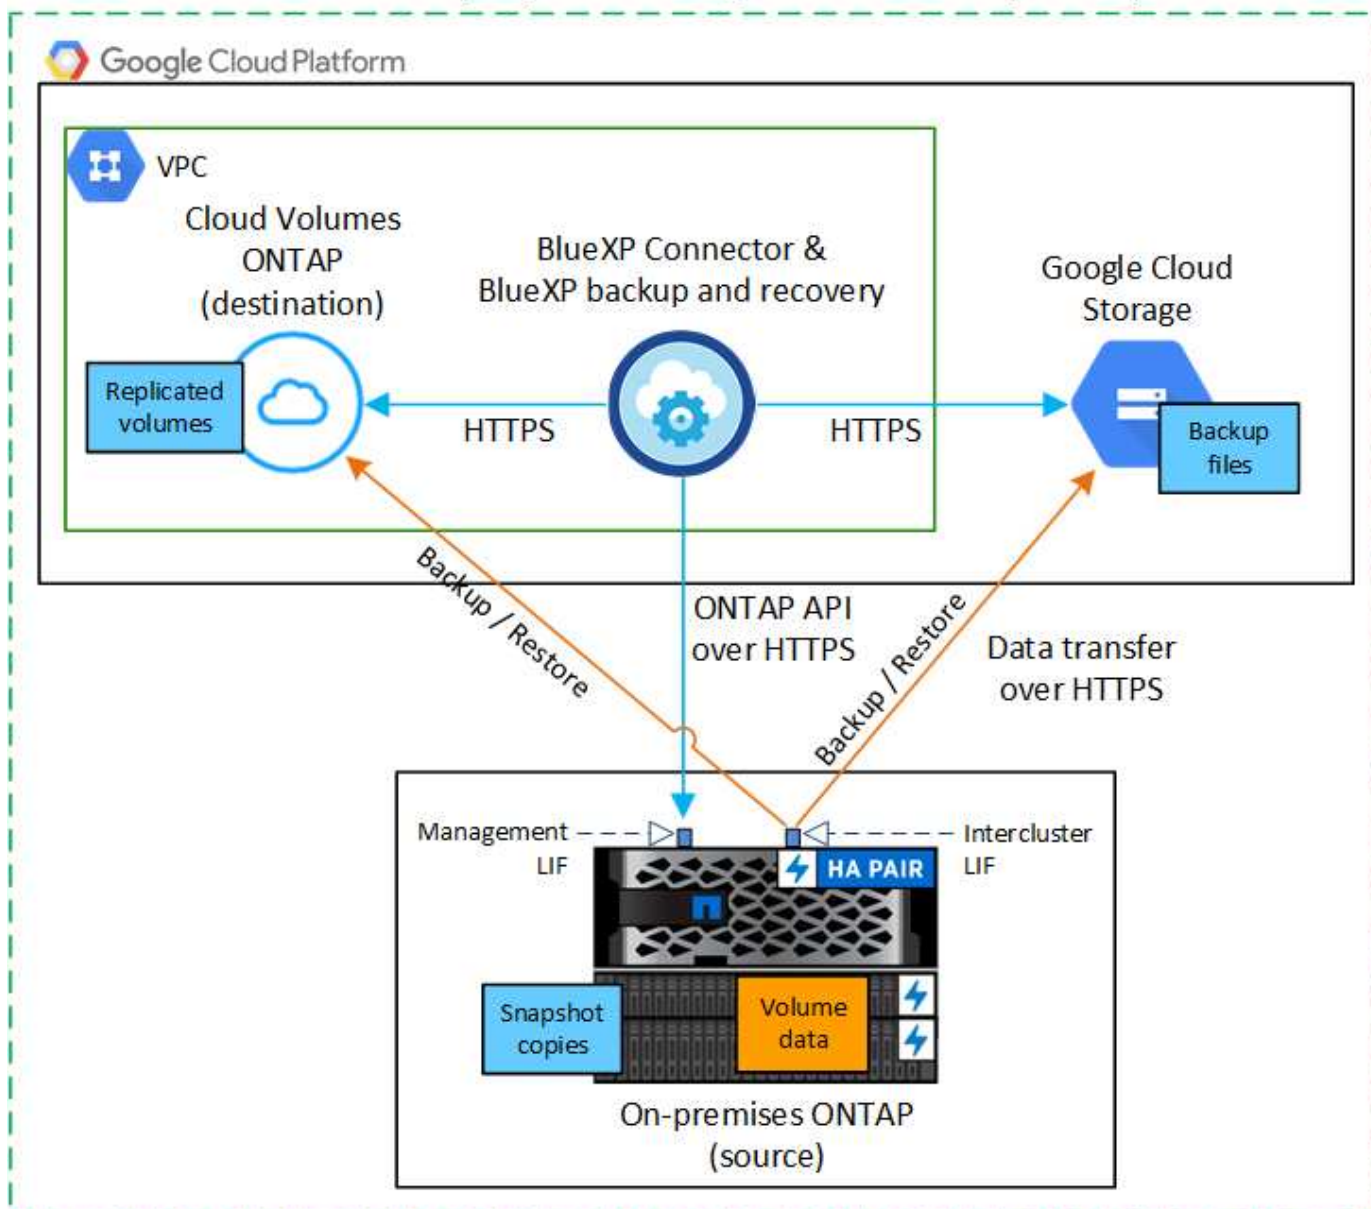 Google Cloud Platform
VPC
Cloud Volumes
ONTAP
(destination)
BlueXP Connector &
BlueXP backup and recovery
Google Cloud
Storage
Replicated
volumes
HTTPS
HTTPS
Backup
files
Backup / Restore
ONTAP API
over HTTPS
Backup / Restore
Data transfer
over HTTPS
Management
LIF
Intercluster
LIF
HA PAIR
Snapshot
copies
Volume
data
On-premises ONTAP
(source)